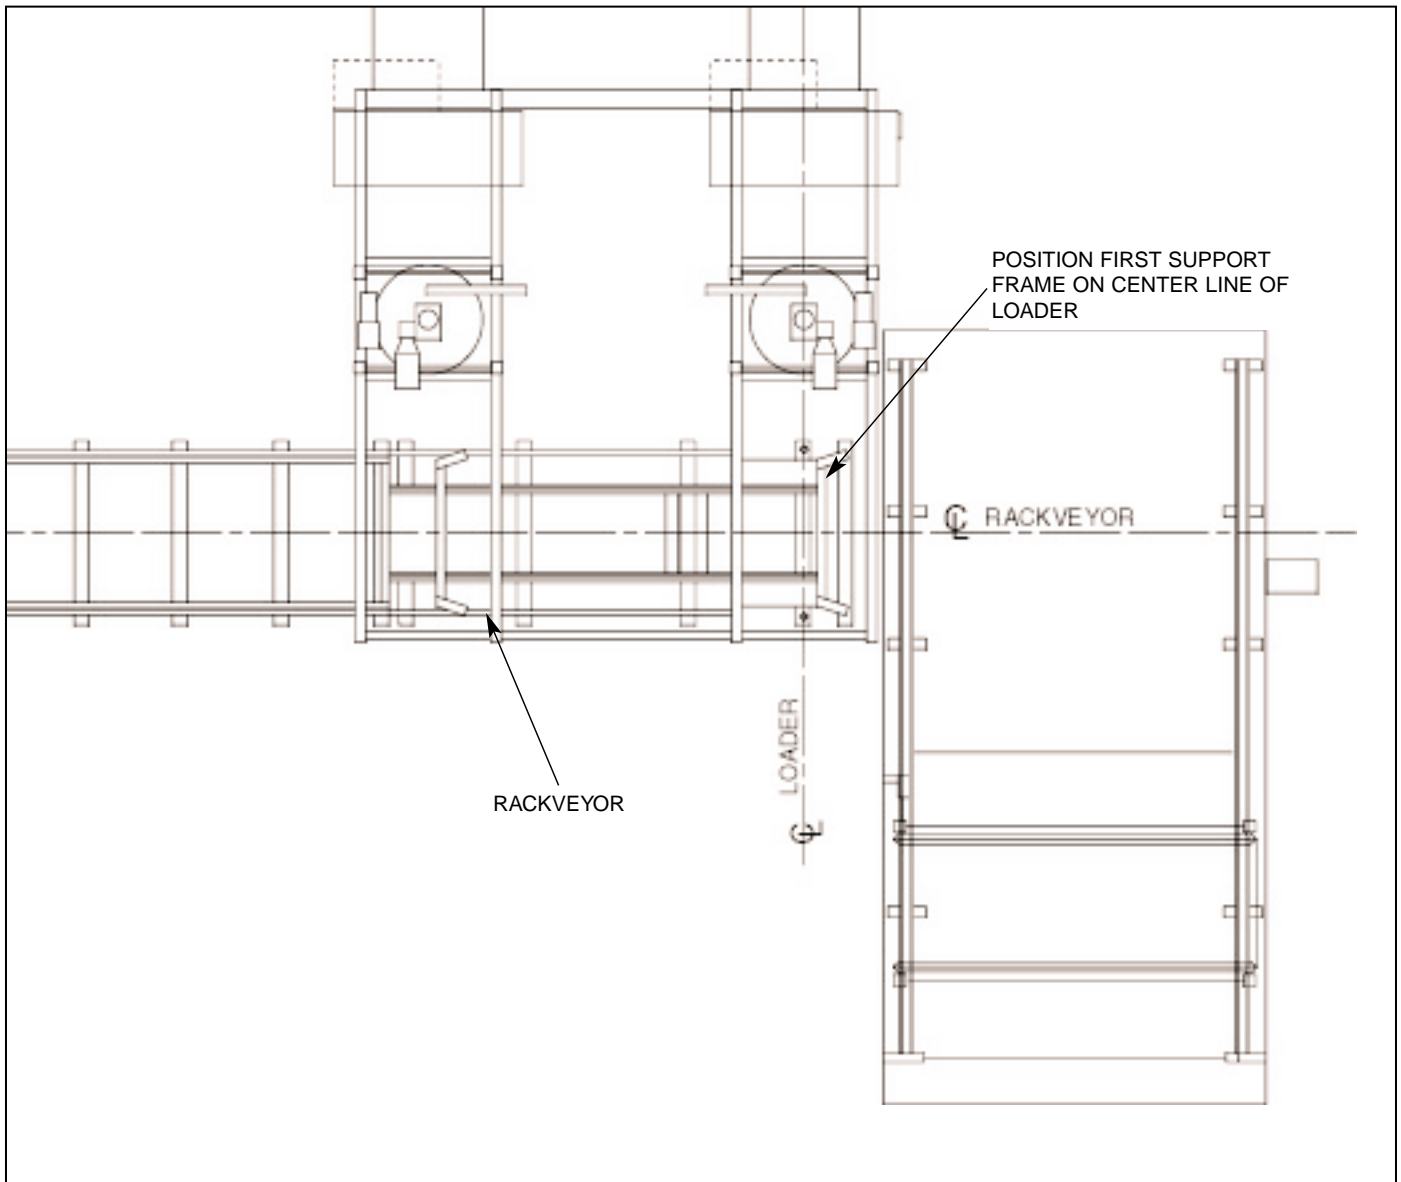 POSITION FIRST SUPPORT
FRAME ON CENTER LINE OF
LOADER
℄ RACKVEYOR
RACKVEYOR
℄ LOADER